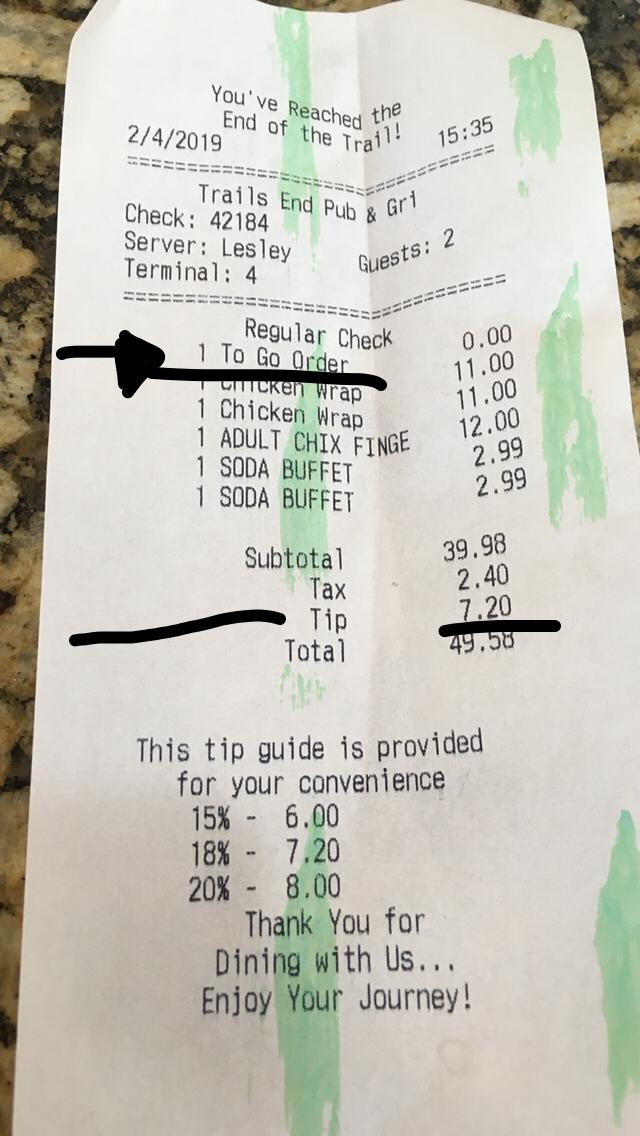 You've Reached the
End of the Trail!
2/4/2019 15:35
==============================
Trails End Pub & Gri
Check: 42184
Server: Lesley Guests: 2
Terminal: 4
==============================
Regular Check
1 To Go Order 0.00
1 Chicken Wrap 11.00
1 Chicken Wrap 11.00
1 ADULT CHIX FINGE 12.00
1 SODA BUFFET 2.99
1 SODA BUFFET 2.99
Subtotal 39.98
Tax 2.40
Tip 7.20
Total 49.58
This tip guide is provided
for your convenience
15% - 6.00
18% - 7.20
20% - 8.00
Thank You for
Dining with Us...
Enjoy Your Journey!